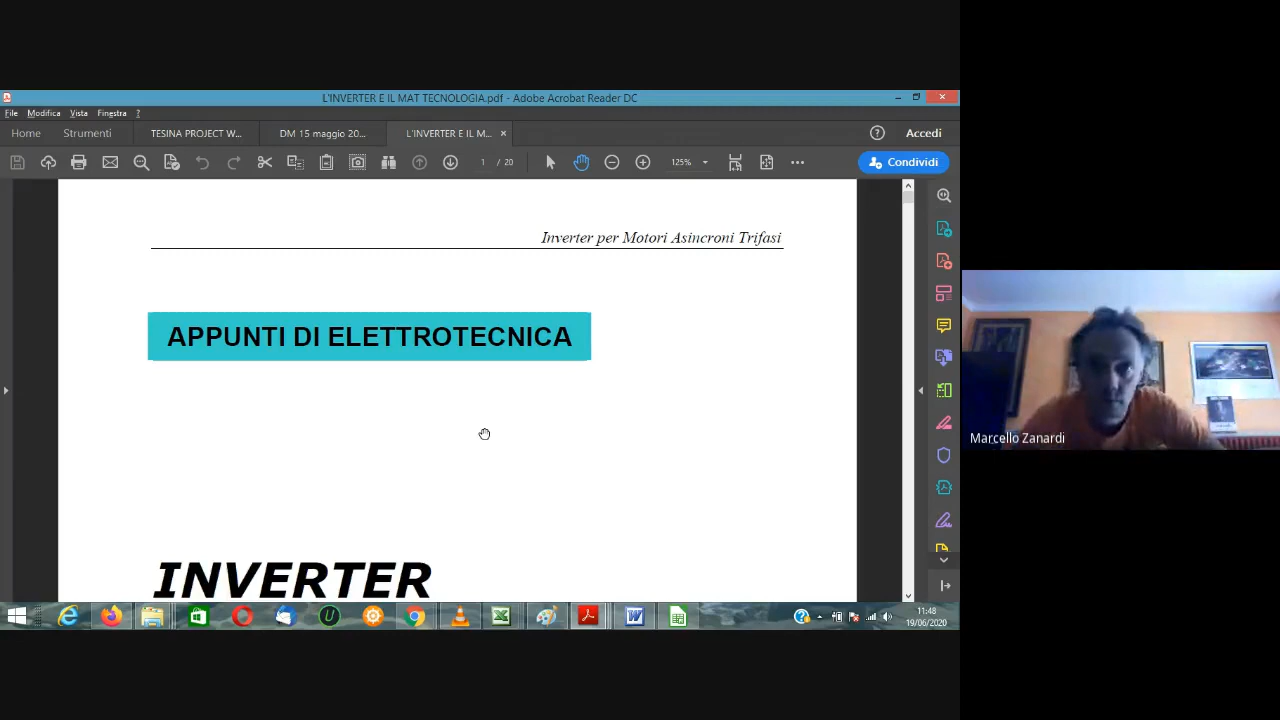 L'INVERTER E IL MAT TECNOLOGIA.pdf - Adobe Acrobat Reader DC
File Modifica Vista Finestra ?
Home Strumenti TESINA PROJECT W... DM 15 maggio 20... L'INVERTER E IL M... × Accedi
1 / 20 125% Condividi
Inverter per Motori Asincroni Trifasi
APPUNTI DI ELETTROTECNICA
INVERTER
Marcello Zanardi
11:48
19/06/2020